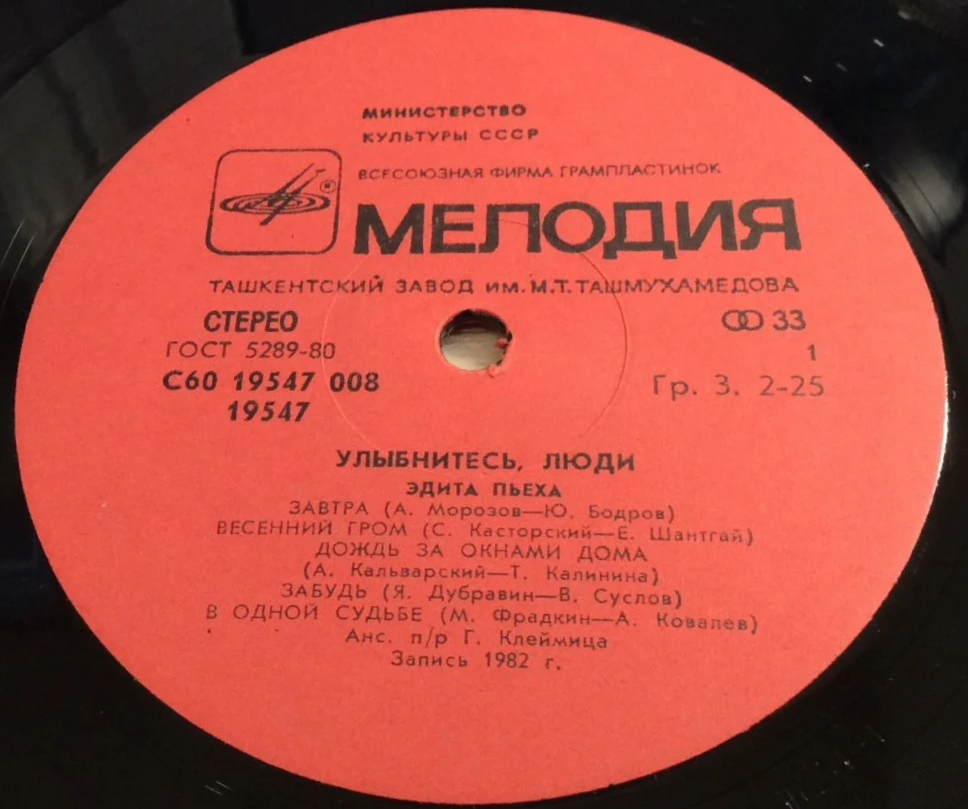 МИНИСТЕРСТВО
КУЛЬТУРЫ СССР
ВСЕСОЮЗНАЯ ФИРМА ГРАМПЛАСТИНОК
®
МЕЛОДИЯ
ТАШКЕНТСКИЙ ЗАВОД ИМ. М.Т. ТАШМУХАМЕДОВА
СТЕРЕО
33
ГОСТ 5289-80
1
С60 19547 008
Гр. 3. 2-25
19547
УЛЫБНИТЕСЬ, ЛЮДИ
ЭДИТА ПЬЕХА
ЗАВТРА (А. Морозов—Ю. Бодров)
ВЕСЕННИЙ ГРОМ (С. Касторский—Е. Шантгай)
ДОЖДЬ ЗА ОКНАМИ ДОМА
(А. Кальварский—Т. Калинина)
ЗАБУДЬ (Я. Дубравин—В. Суслов)
В ОДНОЙ СУДЬБЕ (М. Фрадкин—А. Ковалев)
Анс. п/р Г. Клеймица
Запись 1982 г.